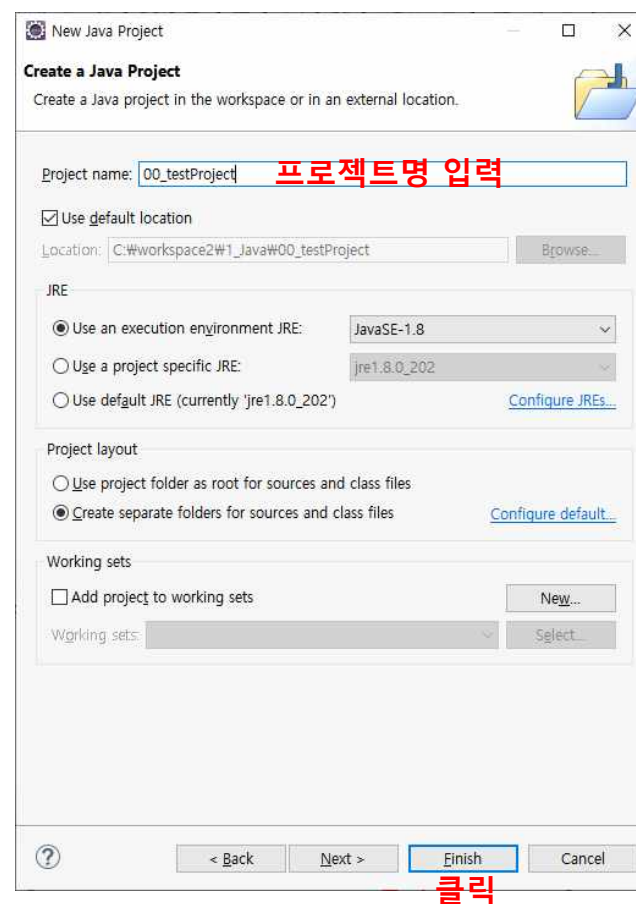 New Java Project
Create a Java Project
Create a Java project in the workspace or in an external location.
Project name: 00_testProject 프로젝트명 입력
Use default location
Location: C:₩workspace2₩1_Java₩00_testProject Browse...
JRE
Use an execution environment JRE: JavaSE-1.8
Use a project specific JRE: jre1.8.0_202
Use default JRE (currently 'jre1.8.0_202') Configure JREs...
Project layout
Use project folder as root for sources and class files
Create separate folders for sources and class files Configure default...
Working sets
Add project to working sets New...
Working sets: Select...
? < Back Next > Finish Cancel
클릭